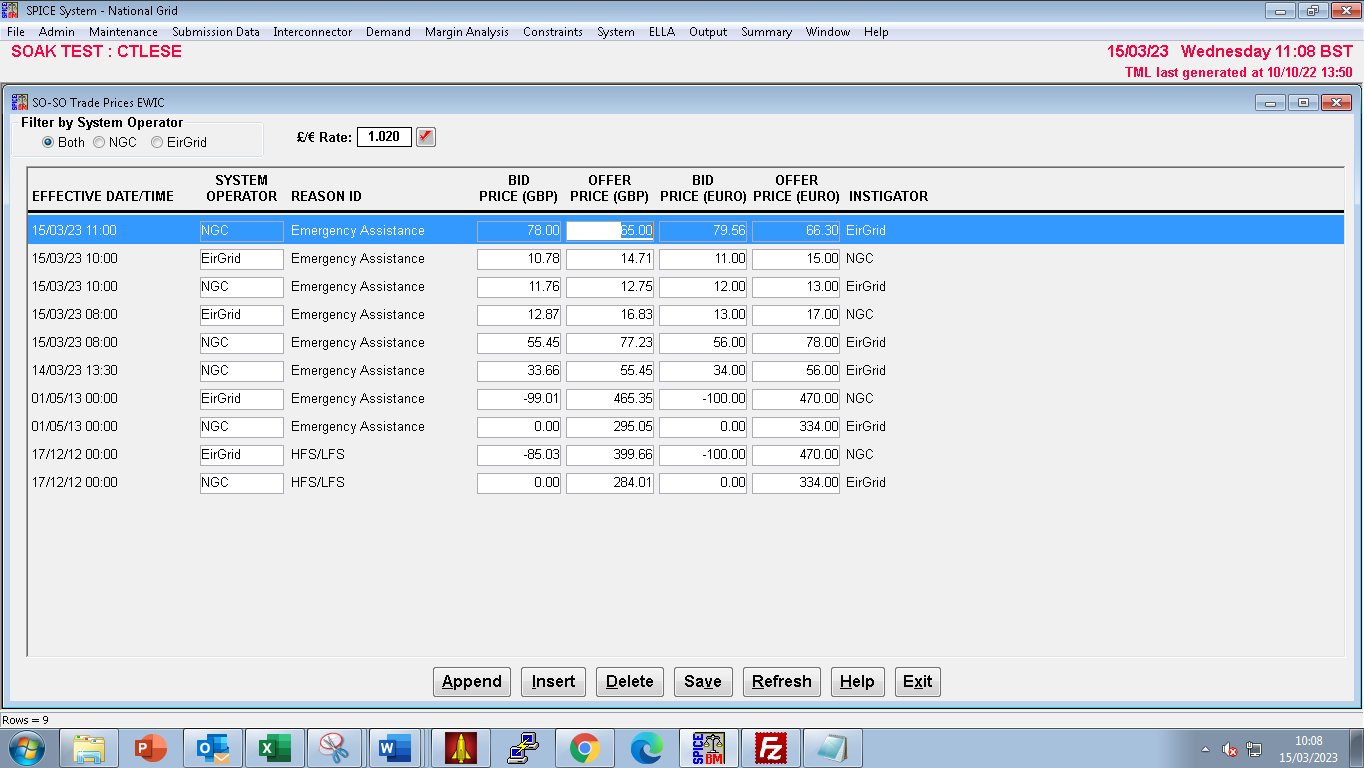 SPICE System - National Grid
File Admin Maintenance Submission Data Interconnector Demand Margin Analysis Constraints System ELLA Output Summary Window Help
SOAK TEST : CTLESE 15/03/23 Wednesday 11:08 BST
TML last generated at 10/10/22 13:50
SO-SO Trade Prices EWIC
Filter by System Operator
Both NGC EirGrid £/€ Rate: 1.020
SYSTEM BID OFFER BID OFFER
EFFECTIVE DATE/TIME OPERATOR REASON ID PRICE (GBP) PRICE (GBP) PRICE (EURO) PRICE (EURO) INSTIGATOR
15/03/23 11:00 NGC Emergency Assistance 78.00 65.00 79.56 66.30 EirGrid
15/03/23 10:00 EirGrid Emergency Assistance 10.78 14.71 11.00 15.00 NGC
15/03/23 10:00 NGC Emergency Assistance 11.76 12.75 12.00 13.00 EirGrid
15/03/23 08:00 EirGrid Emergency Assistance 12.87 16.83 13.00 17.00 NGC
15/03/23 08:00 NGC Emergency Assistance 55.45 77.23 56.00 78.00 EirGrid
14/03/23 13:30 NGC Emergency Assistance 33.66 55.45 34.00 56.00 EirGrid
01/05/13 00:00 EirGrid Emergency Assistance -99.01 465.35 -100.00 470.00 NGC
01/05/13 00:00 NGC Emergency Assistance 0.00 295.05 0.00 334.00 EirGrid
17/12/12 00:00 EirGrid HFS/LFS -85.03 399.66 -100.00 470.00 NGC
17/12/12 00:00 NGC HFS/LFS 0.00 284.01 0.00 334.00 EirGrid
Append Insert Delete Save Refresh Help Exit
Rows = 9
SPICE BM
10:08
15/03/2023